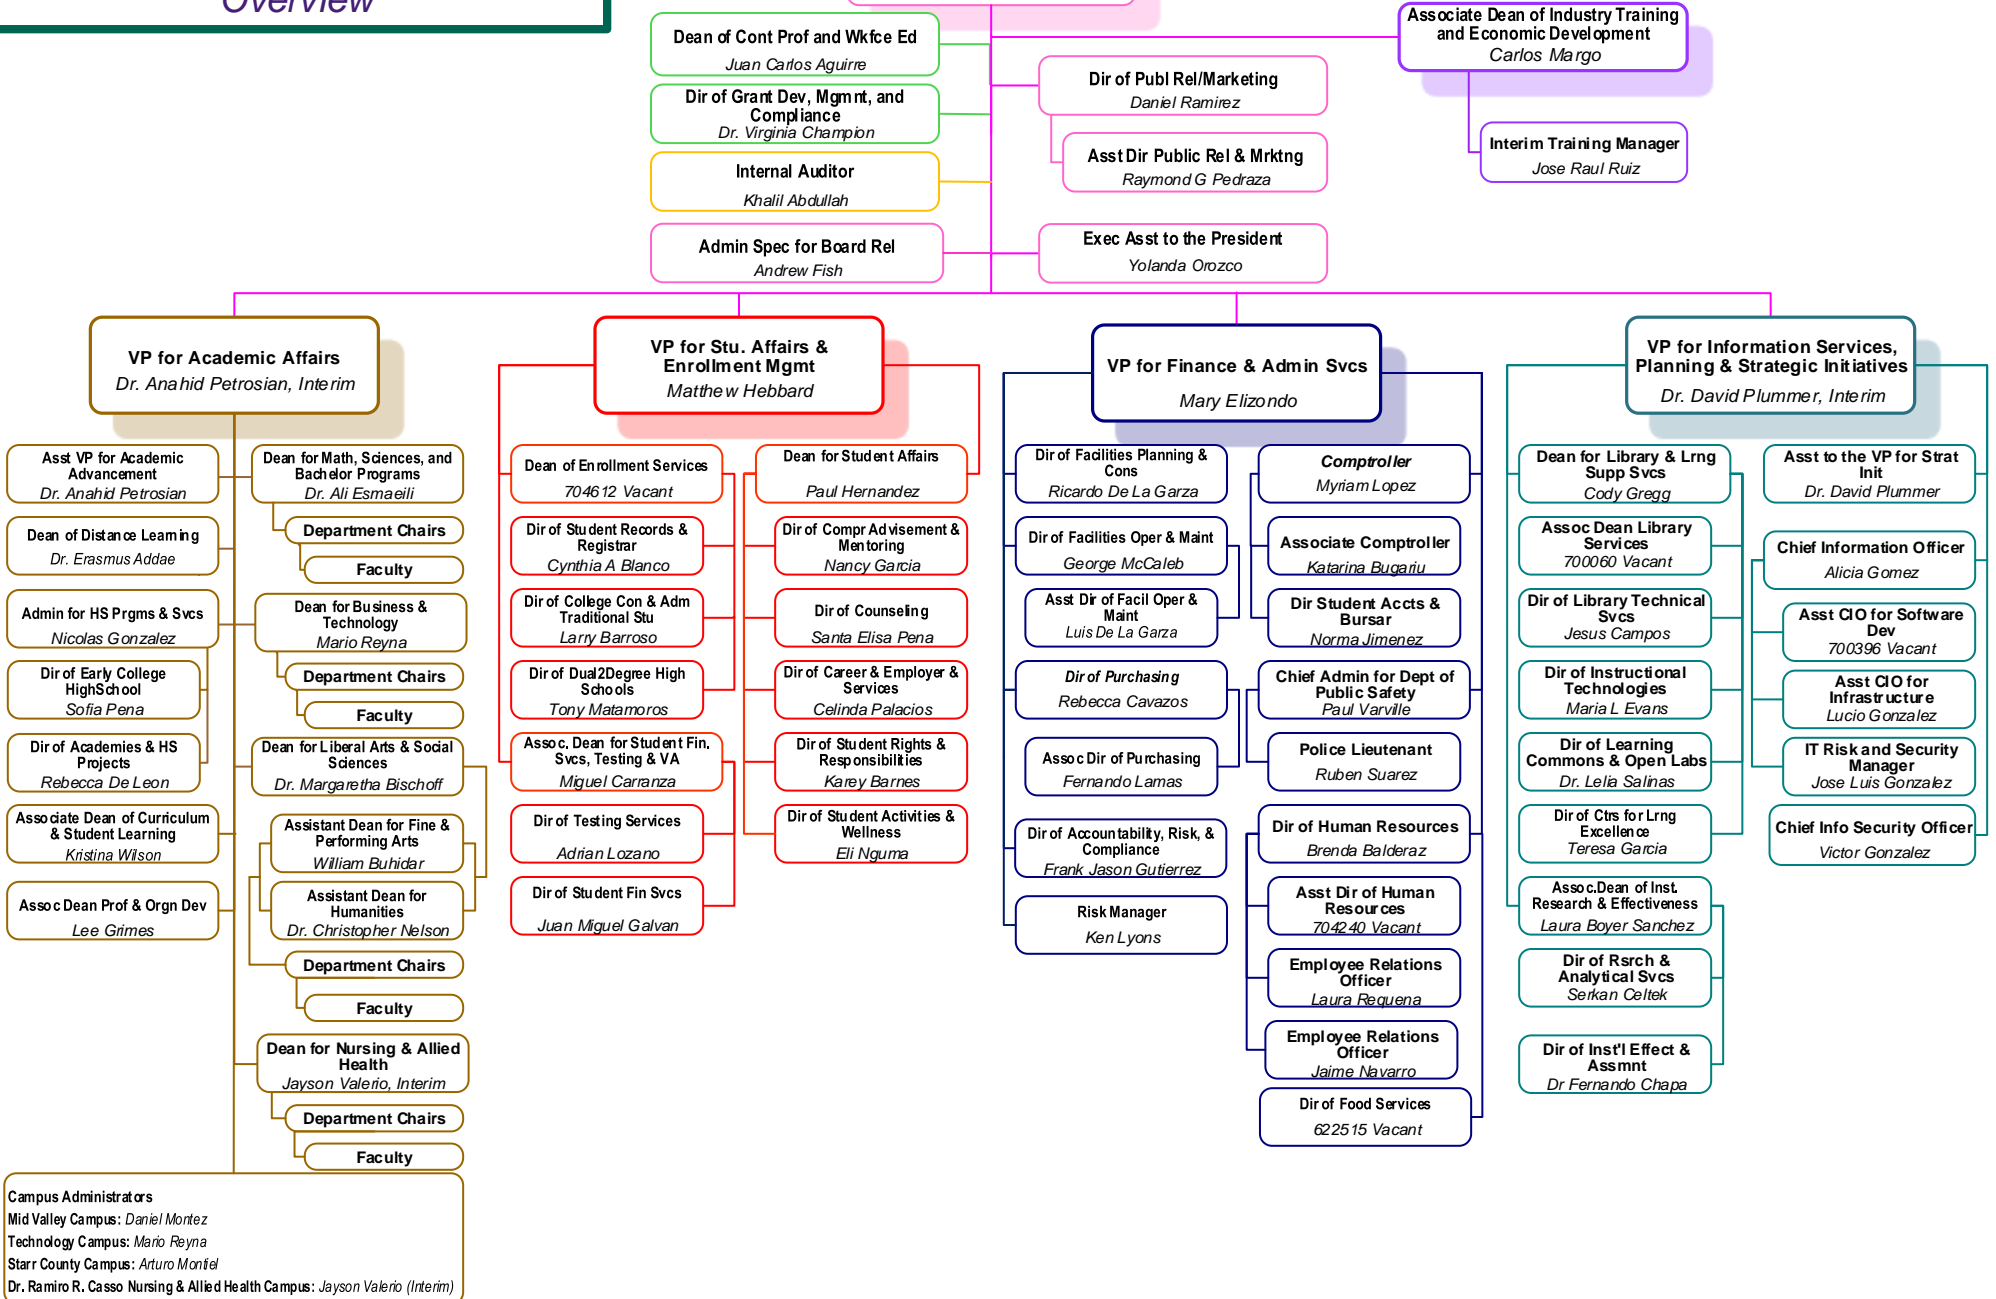 Overview
Associate Dean of Industry Training
and Economic Development
Carlos Margo
Dean of Cont Prof and Wkfce Ed
Juan Carlos Aguirre
Dir of Publ Rel/Marketing
Daniel Ramirez
Dir of Grant Dev, Mgmnt, and
Compliance
Dr. Virginia Champion
Interim Training Manager
Jose Raul Ruiz
Asst Dir Public Rel & Mrktng
Raymond G Pedraza
Internal Auditor
Khalil Abdullah
Admin Spec for Board Rel
Andrew Fish
Exec Asst to the President
Yolanda Orozco
VP for Academic Affairs
Dr. Anahid Petrosian, Interim
Asst VP for Academic
Advancement
Dr. Anahid Petrosian
Dean of Distance Learning
Dr. Erasmus Addae
Admin for HS Prgms & Svcs
Nicolas Gonzalez
Dir of Early College
HighSchool
Sofia Pena
Dir of Academies & HS
Projects
Rebecca De Leon
Associate Dean of Curriculum
& Student Learning
Kristina Wilson
Assoc Dean Prof & Orgn Dev
Lee Grimes
Dean for Math, Sciences, and
Bachelor Programs
Dr. Ali Esmaeili
Department Chairs
Faculty
Dean for Business &
Technology
Mario Reyna
Department Chairs
Faculty
Dean for Liberal Arts & Social
Sciences
Dr. Margaretha Bischoff
Assistant Dean for Fine &
Performing Arts
William Buhidar
Assistant Dean for
Humanities
Dr. Christopher Nelson
Department Chairs
Faculty
Dean for Nursing & Allied
Health
Jayson Valerio, Interim
Department Chairs
Faculty
Campus Administrators
Mid Valley Campus: Daniel Montez
Technology Campus: Mario Reyna
Starr County Campus: Arturo Montiel
Dr. Ramiro R. Casso Nursing & Allied Health Campus: Jayson Valerio (Interim)
VP for Stu. Affairs &
Enrollment Mgmt
Matthew Hebbard
Dean of Enrollment Services
704612 Vacant
Dir of Student Records &
Registrar
Cynthia A Blanco
Dir of College Con & Adm
Traditional Stu
Larry Barroso
Dir of Dual2Degree High
Schools
Tony Matamoros
Assoc. Dean for Student Fin.
Svcs, Testing & VA
Miguel Carranza
Dir of Testing Services
Adrian Lozano
Dir of Student Fin Svcs
Juan Miguel Galvan
Dean for Student Affairs
Paul Hernandez
Dir of Compr Advisement &
Mentoring
Nancy Garcia
Dir of Counseling
Santa Elisa Pena
Dir of Career & Employer &
Services
Celinda Palacios
Dir of Student Rights &
Responsibilities
Karey Barnes
Dir of Student Activities &
Wellness
Eli Nguma
VP for Finance & Admin Svcs
Mary Elizondo
Dir of Facilities Planning &
Cons
Ricardo De La Garza
Dir of Facilities Oper & Maint
George McCaleb
Asst Dir of Facil Oper &
Maint
Luis De La Garza
Dir of Purchasing
Rebecca Cavazos
Assoc Dir of Purchasing
Fernando Lamas
Dir of Accountability, Risk, &
Compliance
Frank Jason Gutierrez
Risk Manager
Ken Lyons
Comptroller
Myriam Lopez
Associate Comptroller
Katarina Bugariu
Dir Student Accts &
Bursar
Norma Jimenez
Chief Admin for Dept of
Public Safety
Paul Varville
Police Lieutenant
Ruben Suarez
Dir of Human Resources
Brenda Balderaz
Asst Dir of Human
Resources
704240 Vacant
Employee Relations
Officer
Laura Requena
Employee Relations
Officer
Jaime Navarro
Dir of Food Services
622515 Vacant
VP for Information Services,
Planning & Strategic Initiatives
Dr. David Plummer, Interim
Dean for Library & Lrng
Supp Svcs
Cody Gregg
Assoc Dean Library
Services
700060 Vacant
Dir of Library Technical
Svcs
Jesus Campos
Dir of Instructional
Technologies
Maria L Evans
Dir of Learning
Commons & Open Labs
Dr. Lelia Salinas
Dir of Ctrs for Lrng
Excellence
Teresa Garcia
Assoc.Dean of Inst.
Research & Effectiveness
Laura Boyer Sanchez
Dir of Rsrch &
Analytical Svcs
Serkan Celtek
Dir of Inst'l Effect &
Assmnt
Dr Fernando Chapa
Asst to the VP for Strat
Init
Dr. David Plummer
Chief Information Officer
Alicia Gomez
Asst CIO for Software
Dev
700396 Vacant
Asst CIO for
Infrastructure
Lucio Gonzalez
IT Risk and Security
Manager
Jose Luis Gonzalez
Chief Info Security Officer
Victor Gonzalez